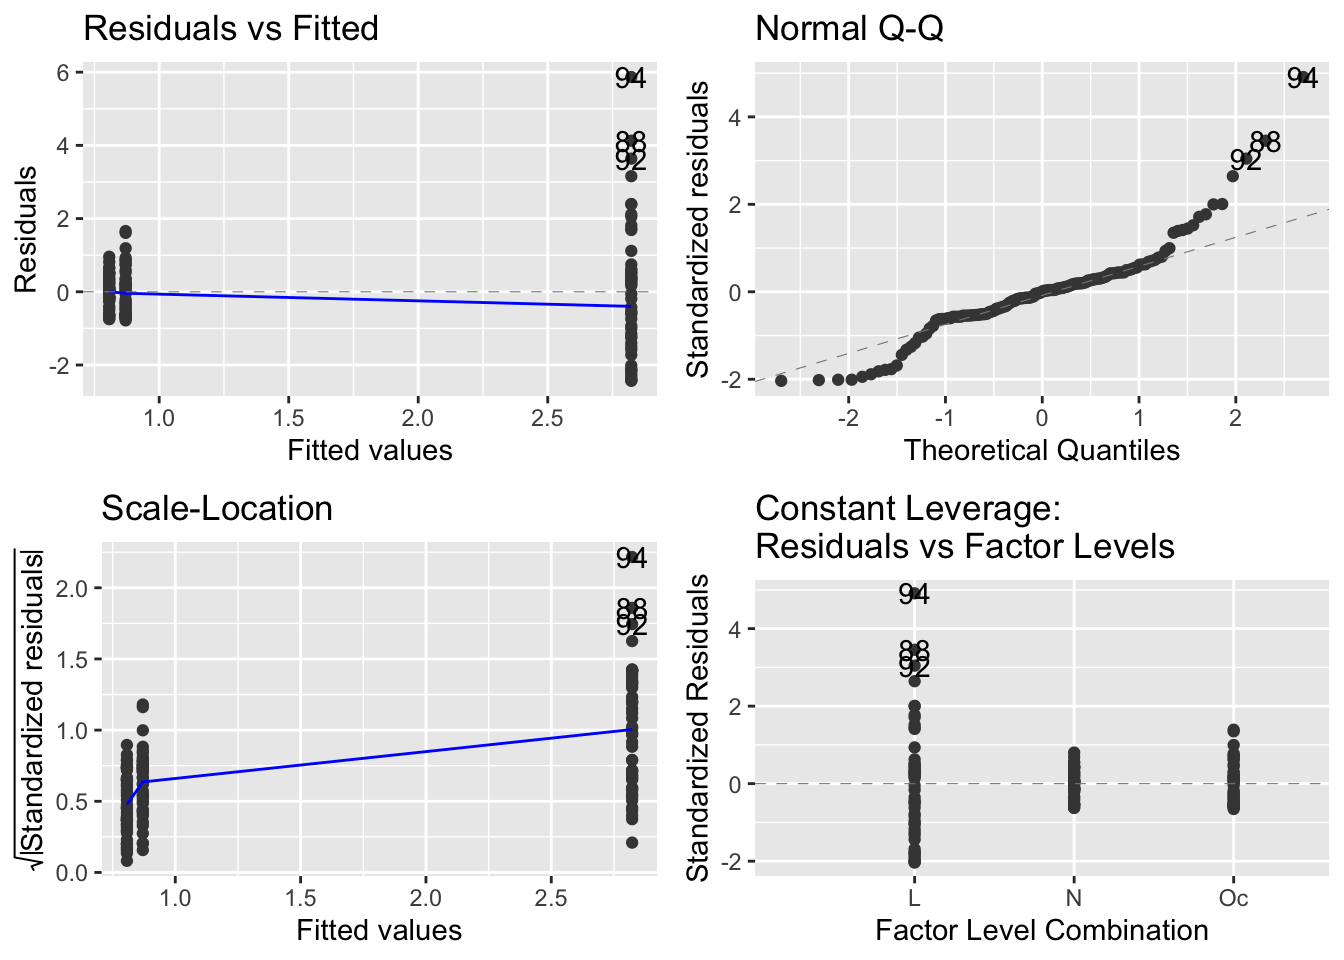 Residuals vs Fitted
Residuals
6
4
2
0
-2
94
88
92
1.0
1.5
2.0
2.5
Fitted values
Normal Q-Q
Standardized residuals
4
2
0
-2
94
88
92
-2
-1
0
1
2
Theoretical Quantiles
Scale-Location
√|Standardized residuals|
2.0
1.5
1.0
0.5
0.0
94
88
92
1.0
1.5
2.0
2.5
Fitted values
Constant Leverage:
Residuals vs Factor Levels
Standardized Residuals
4
2
0
-2
94
88
92
L
N
Oc
Factor Level Combination